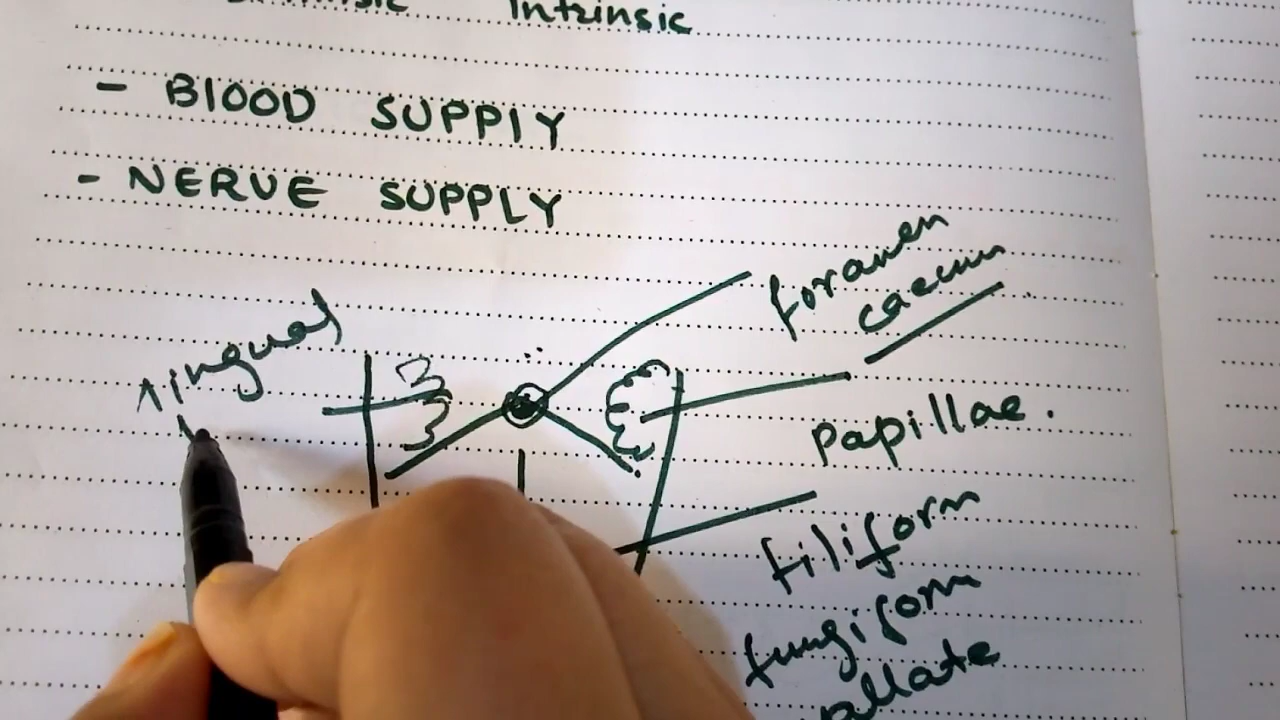 Intrinsic
- BLOOD SUPPLY
- NERVE SUPPLY
foramen
caecum
lingual
Papillae.
filiform
fungiform